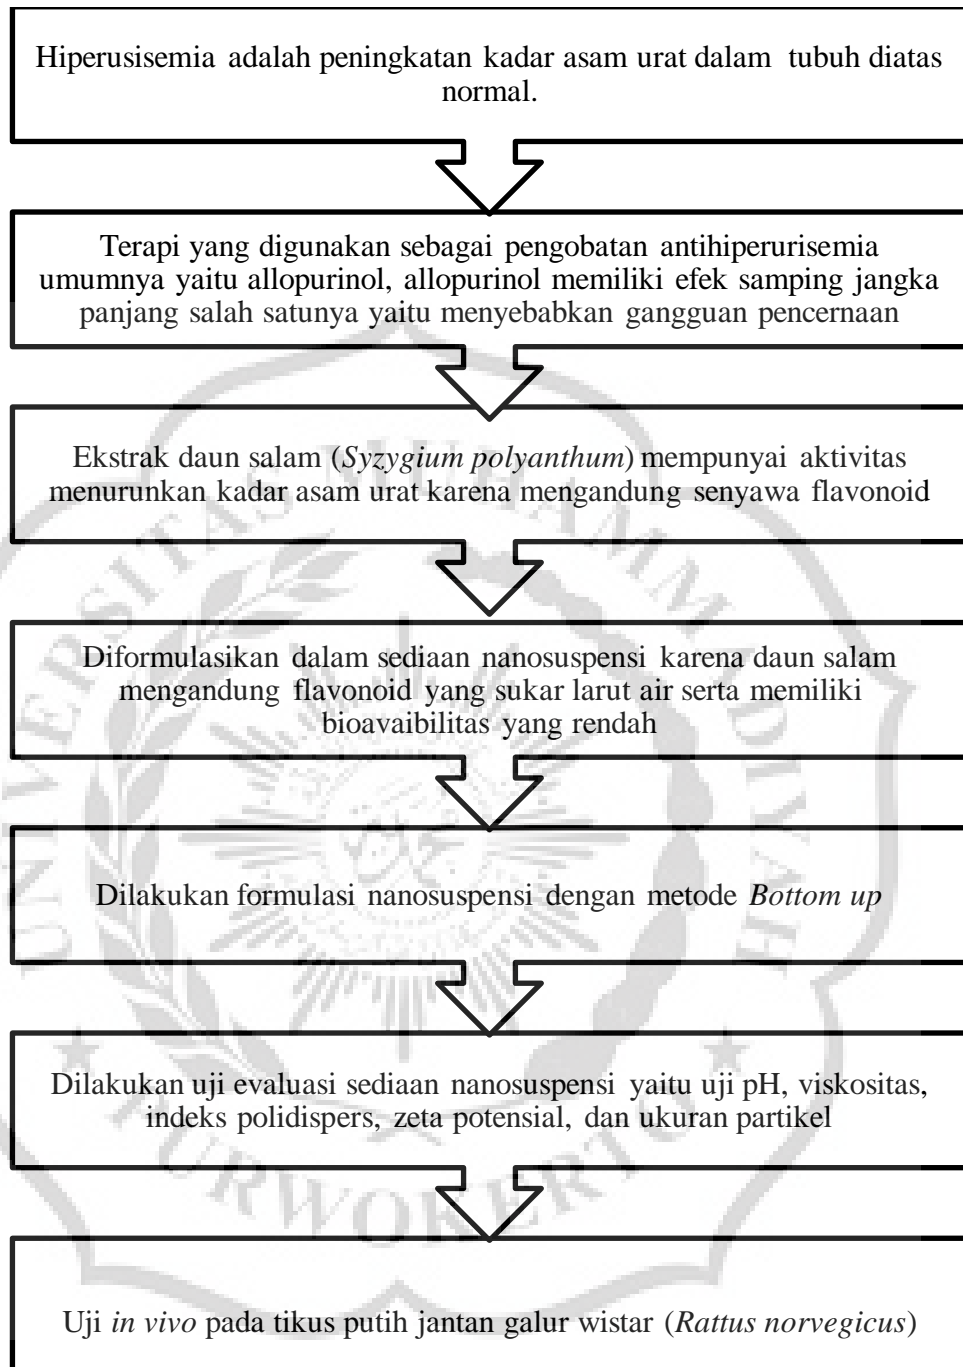 Hiperusisemia adalah peningkatan kadar asam urat dalam tubuh diatas
normal.
Terapi yang digunakan sebagai pengobatan antihiperurisemia
umumnya yaitu allopurinol, allopurinol memiliki efek samping jangka
panjang salah satunya yaitu menyebabkan gangguan pencernaan
Ekstrak daun salam (Syzygium polyanthum) mempunyai aktivitas
menurunkan kadar asam urat karena mengandung senyawa flavonoid
Diformulasikan dalam sediaan nanosuspensi karena daun salam
mengandung flavonoid yang sukar larut air serta memiliki
bioavaibilitas yang rendah
Dilakukan formulasi nanosuspensi dengan metode Bottom up
Dilakukan uji evaluasi sediaan nanosuspensi yaitu uji pH, viskositas,
indeks polidispers, zeta potensial, dan ukuran partikel
Uji in vivo pada tikus putih jantan galur wistar (Rattus norvegicus)
UNIVERSITAS MUHAMMADIYAH
PURWOKERTO